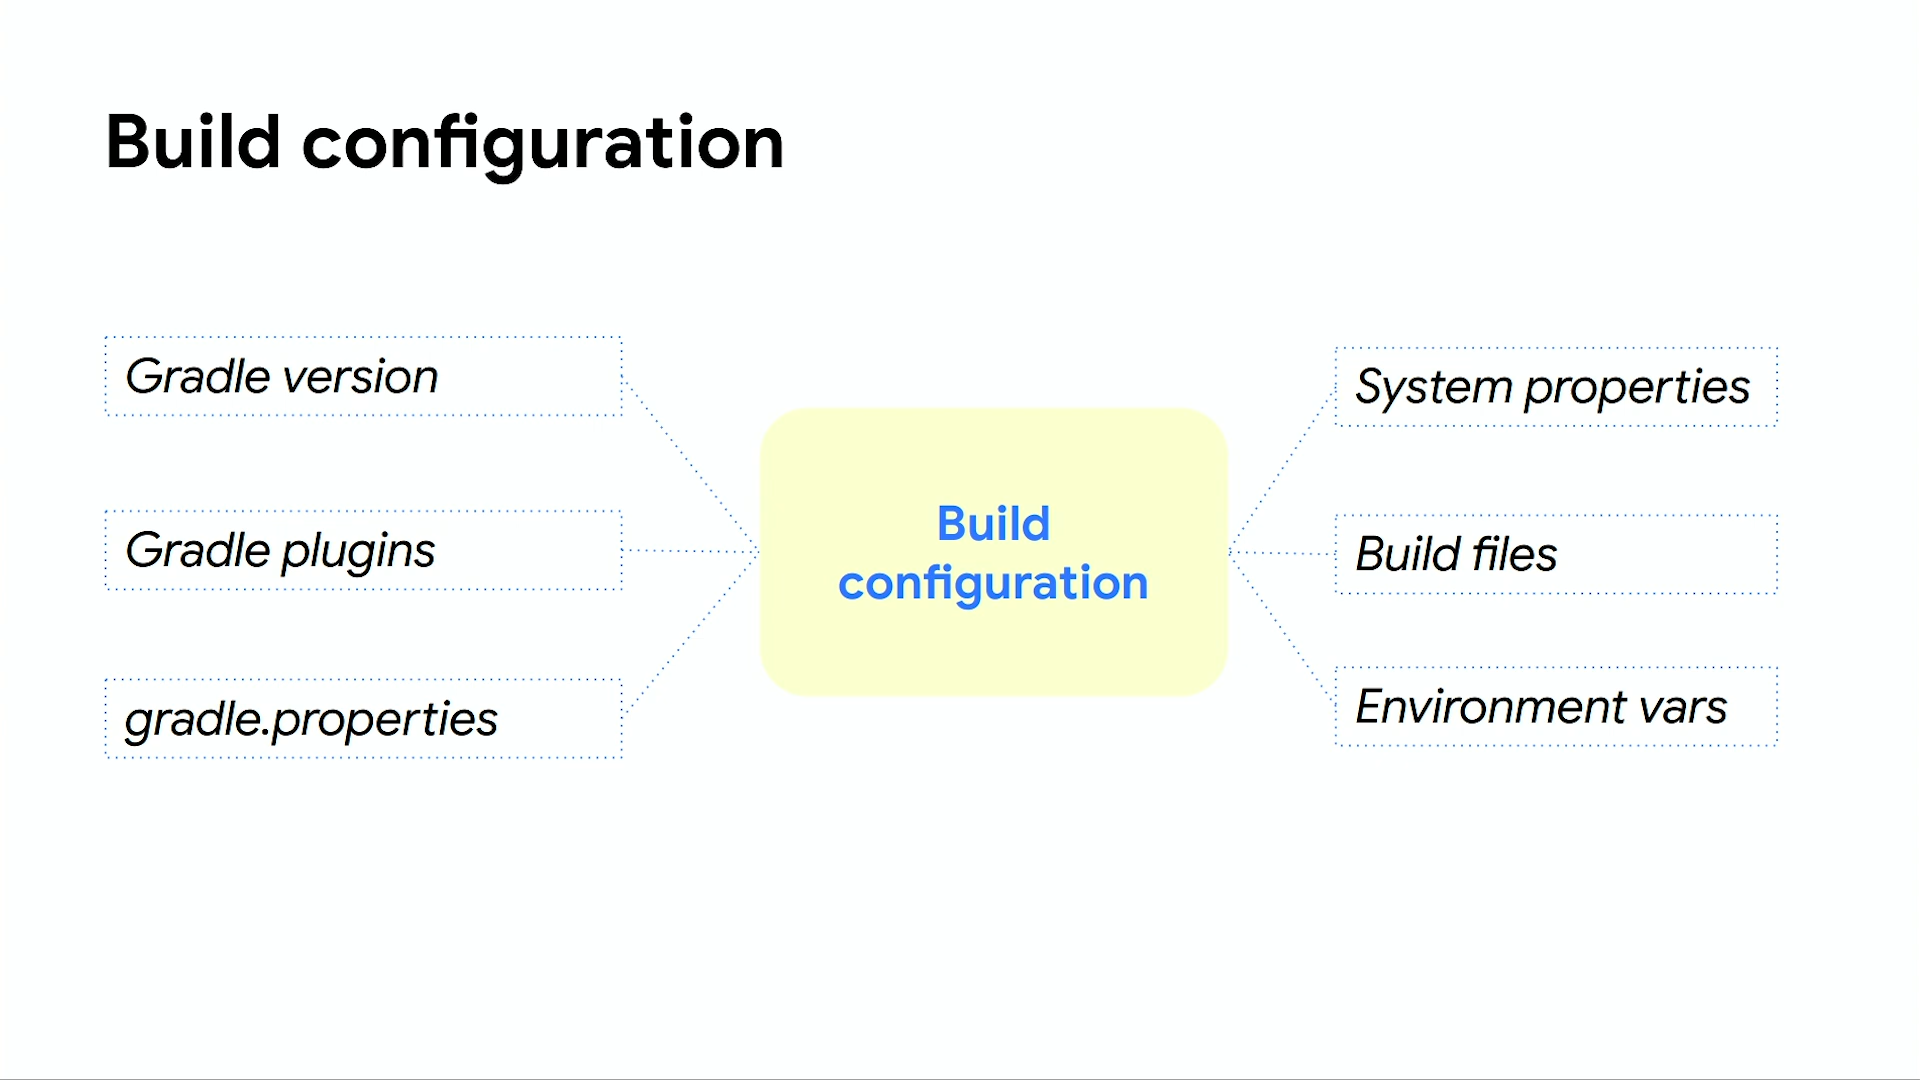 Build configuration
Gradle version
Gradle plugins
gradle.properties
Build
configuration
System properties
Build files
Environment vars